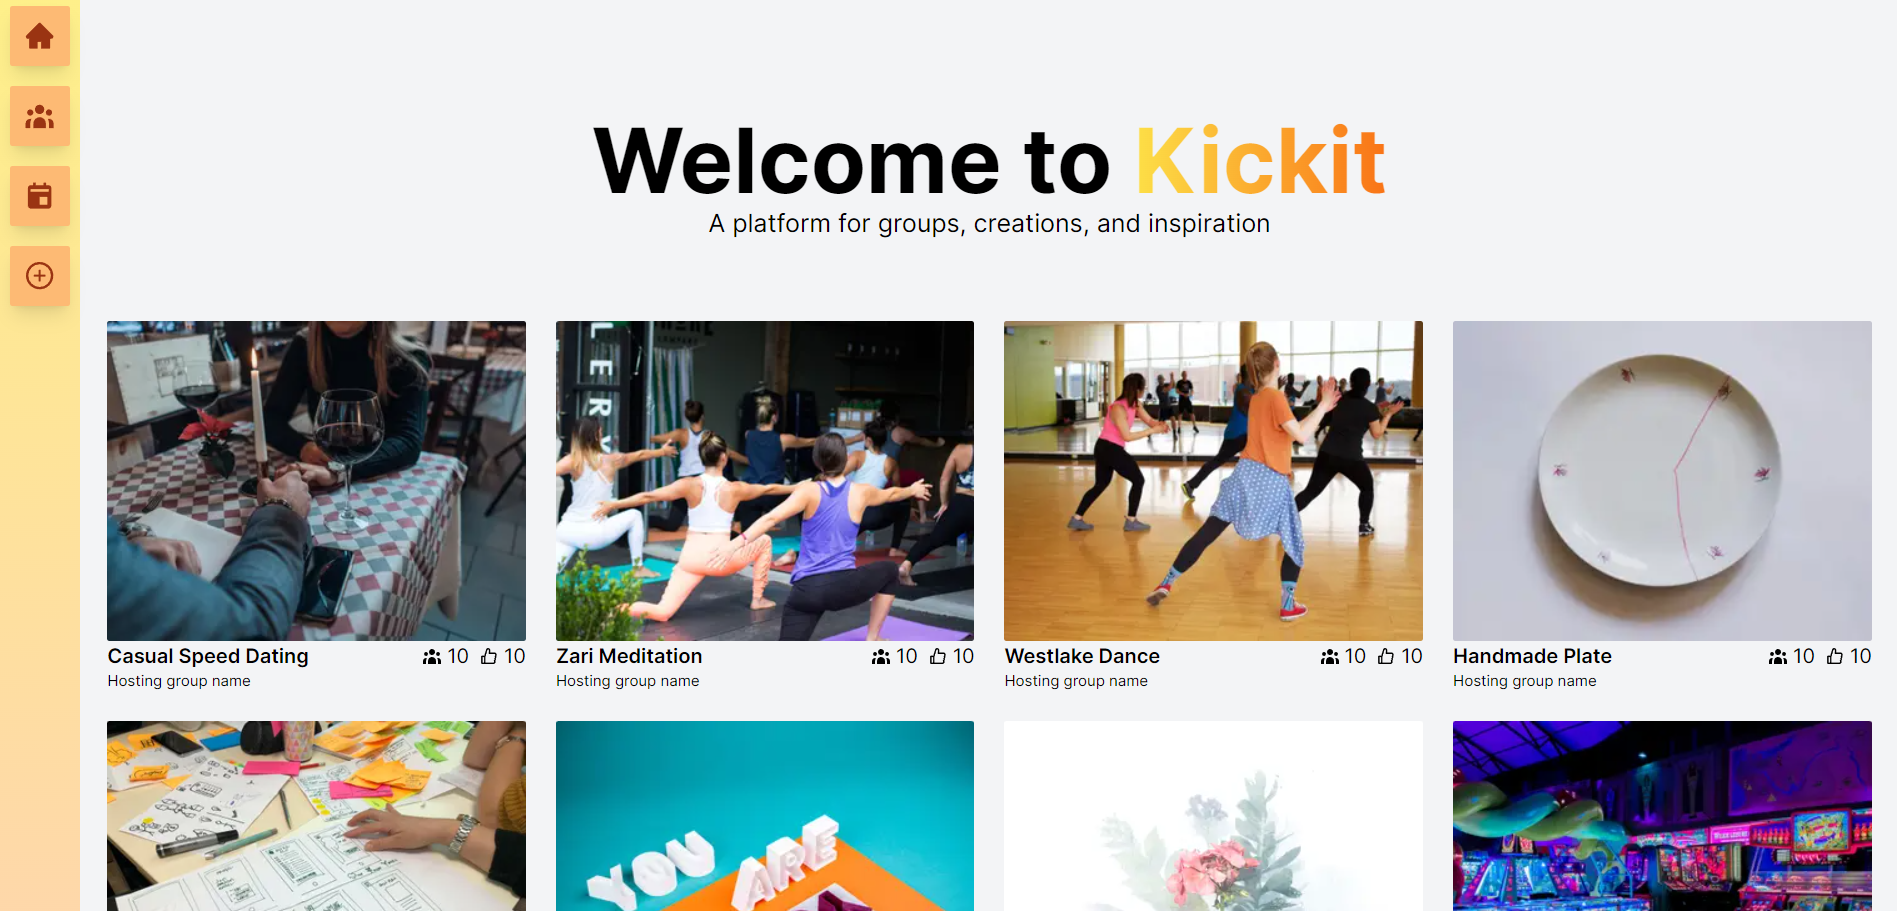 Welcome to Kickit
A platform for groups, creations, and inspiration
LERY
Casual Speed Dating 10 10
Hosting group name
Zari Meditation 10 10
Hosting group name
Westlake Dance 10 10
Hosting group name
Handmade Plate 10 10
Hosting group name
YOU ARE